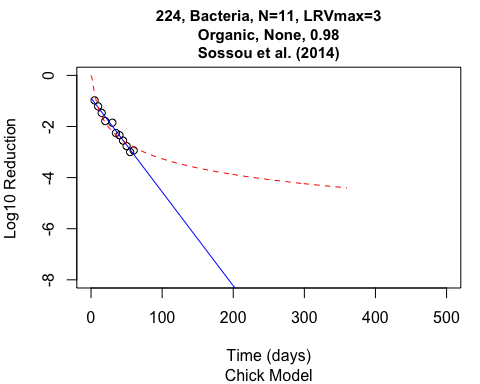 224, Bacteria, N=11, LRVmax=3
Organic, None, 0.98
Sossou et al. (2014)
Log10 Reduction
0
-2
-4
-6
-8
0 100 200 300 400 500
Time (days)
Chick Model